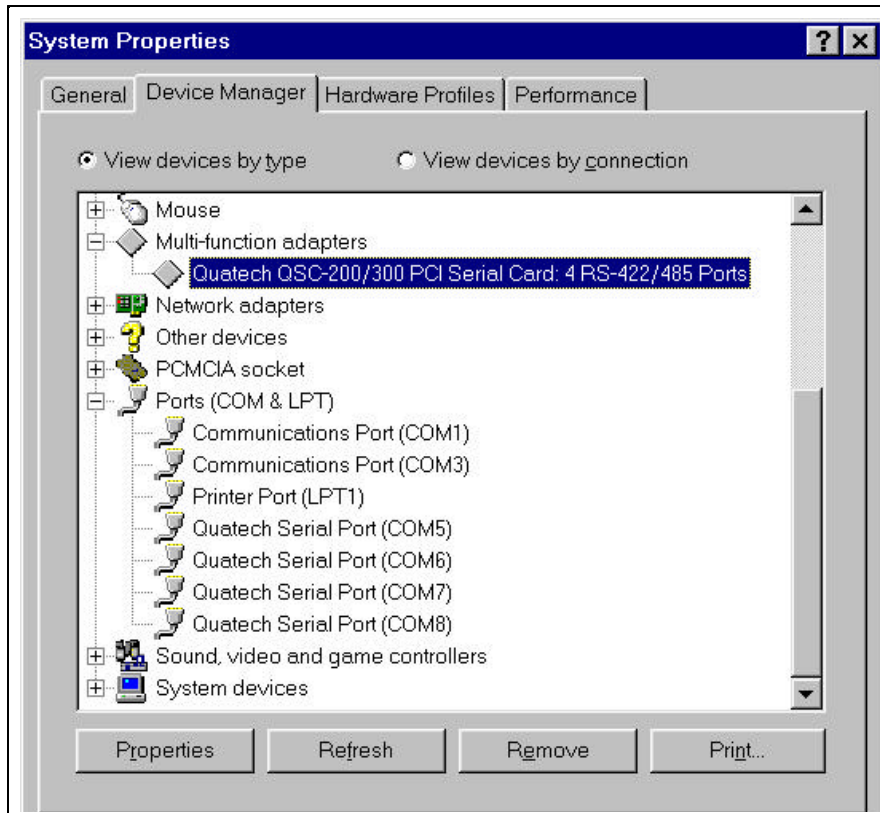 System Properties
General Device Manager Hardware Profiles Performance
View devices by type View devices by connection
Mouse
Multi-function adapters
Quatech QSC-200/300 PCI Serial Card: 4 RS-422/485 Ports
Network adapters
Other devices
PCMCIA socket
Ports (COM & LPT)
Communications Port (COM1)
Communications Port (COM3)
Printer Port (LPT1)
Quatech Serial Port (COM5)
Quatech Serial Port (COM6)
Quatech Serial Port (COM7)
Quatech Serial Port (COM8)
Sound, video and game controllers
System devices
Properties Refresh Remove Print...